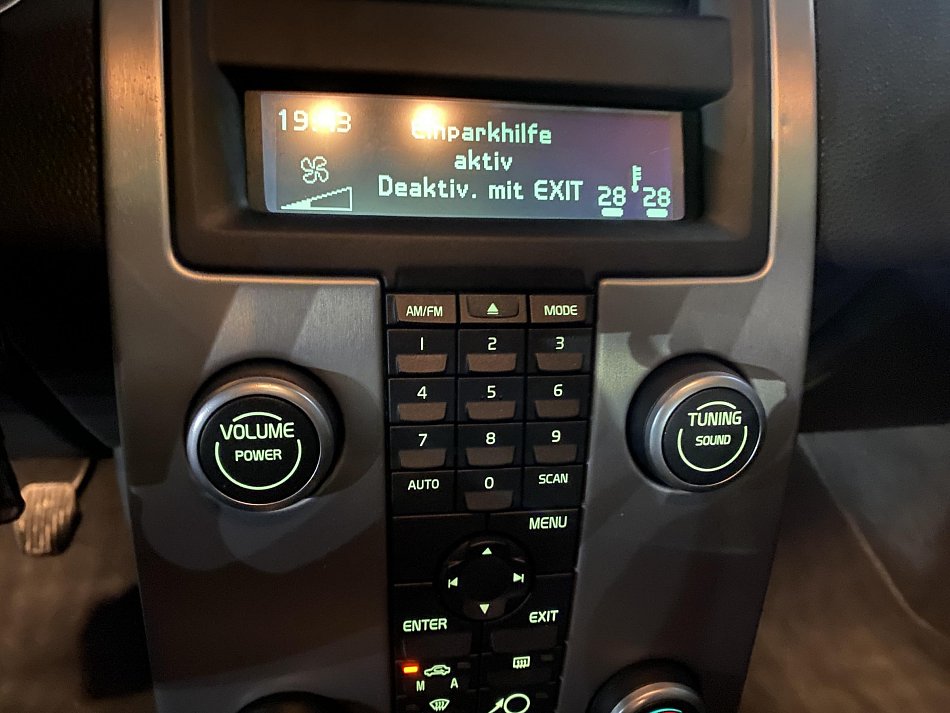 Einparkhilfe
aktiv
Deaktiv. mit EXIT
28 28
AM/FM MODE
1 2 3
4 5 6
7 8 9
AUTO 0 SCAN
VOLUME
POWER
TUNING
SOUND
MENU
ENTER EXIT
M A